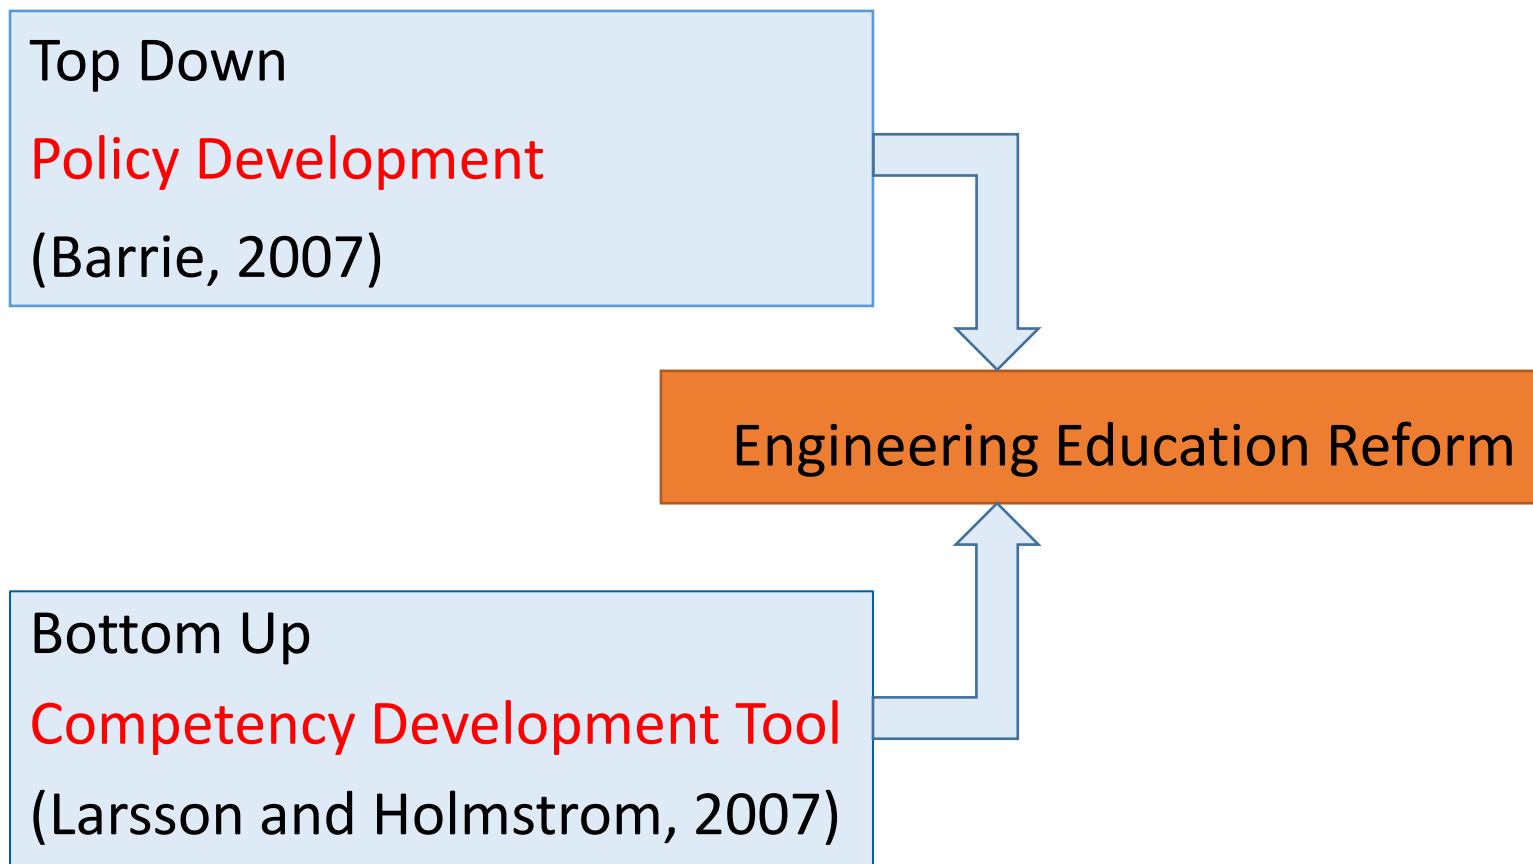 Top Down
Policy Development
(Barrie, 2007)
Engineering Education Reform
Bottom Up
Competency Development Tool
(Larsson and Holmstrom, 2007)